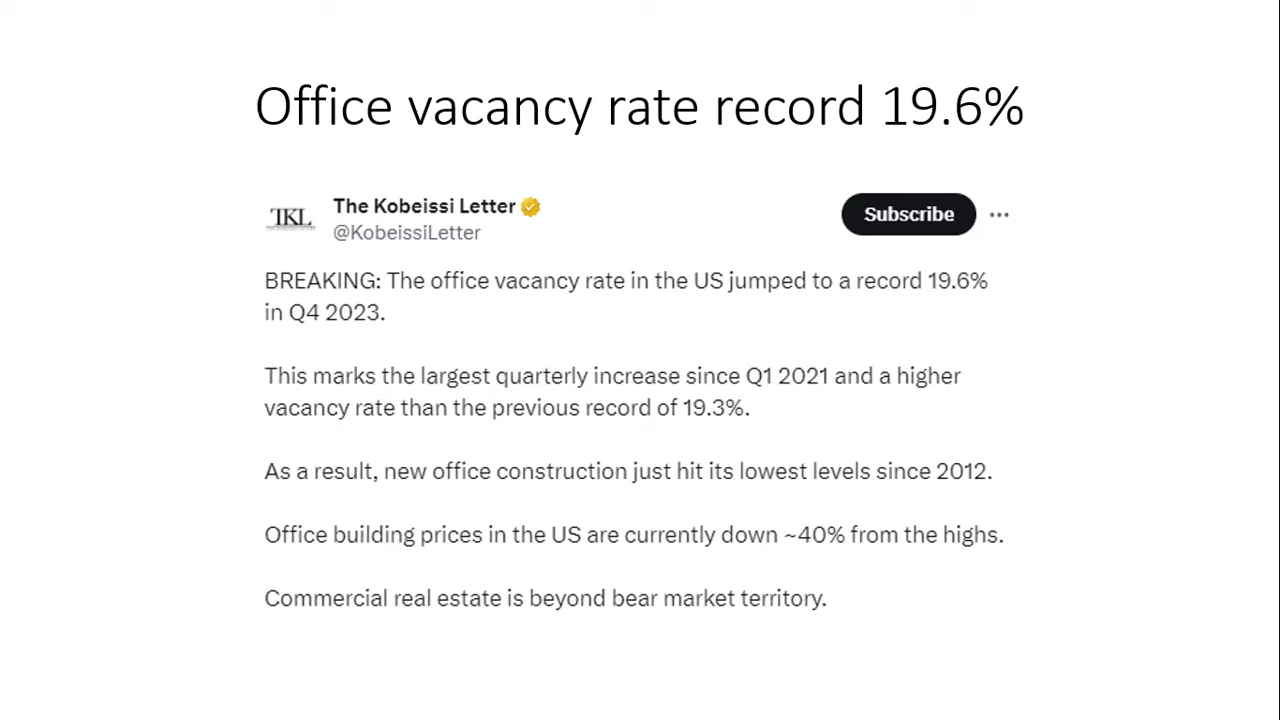 Office vacancy rate record 19.6%
TKL
The Kobeissi Letter
Subscribe
@KobeissiLetter
BREAKING: The office vacancy rate in the US jumped to a record 19.6%
in Q4 2023.
This marks the largest quarterly increase since Q1 2021 and a higher
vacancy rate than the previous record of 19.3%.
As a result, new office construction just hit its lowest levels since 2012.
Office building prices in the US are currently down ~40% from the highs.
Commercial real estate is beyond bear market territory.